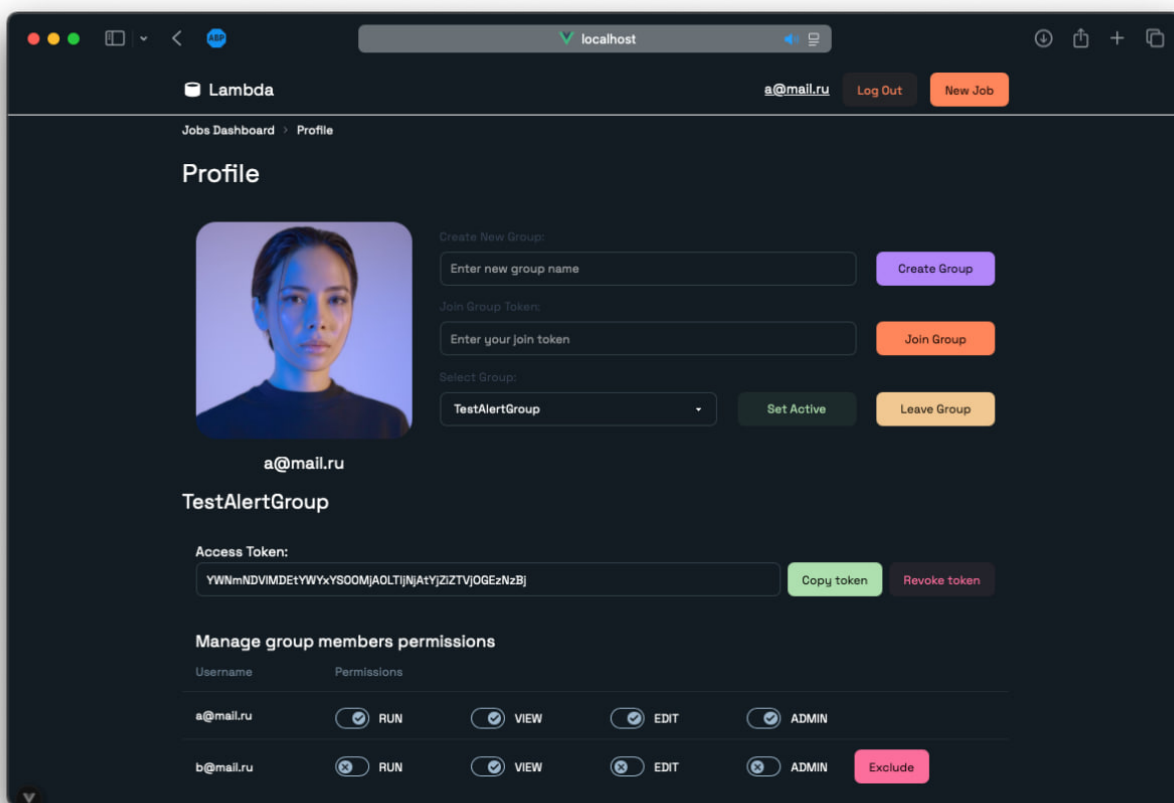 ABP
localhost
Lambda
a@mail.ru
Log Out
New Job
Jobs Dashboard > Profile
Profile
Create New Group:
Enter new group name
Create Group
Join Group Token:
Enter your join token
Join Group
Select Group:
TestAlertGroup
Set Active
Leave Group
a@mail.ru
TestAlertGroup
Access Token:
YWNmNDVlMDEtYWYxYS00MjA0LTljNjAtYjZiZTVjOGEzNzBj
Copy token
Revoke token
Manage group members permissions
Username Permissions
a@mail.ru RUN VIEW EDIT ADMIN
b@mail.ru RUN VIEW EDIT ADMIN Exclude